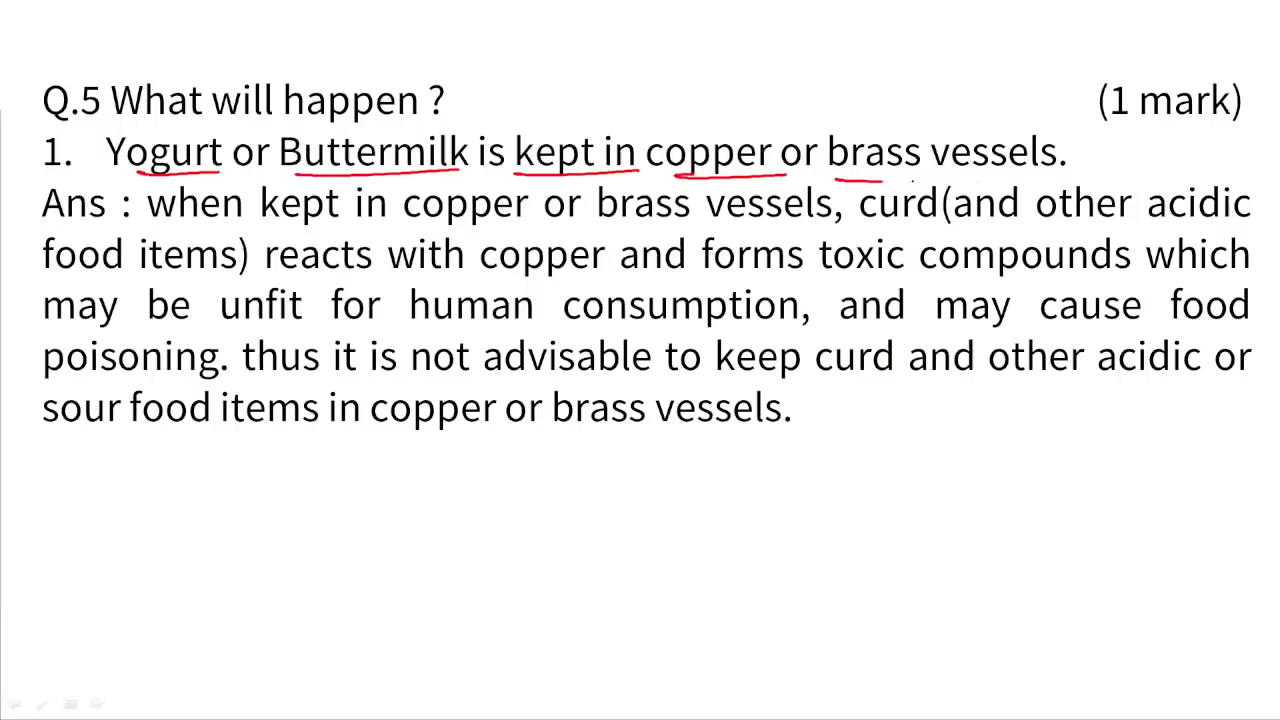 Q.5 What will happen ? (1 mark)
1. Yogurt or Buttermilk is kept in copper or brass vessels.
Ans : when kept in copper or brass vessels, curd(and other acidic
food items) reacts with copper and forms toxic compounds which
may be unfit for human consumption, and may cause food
poisoning. thus it is not advisable to keep curd and other acidic or
sour food items in copper or brass vessels.